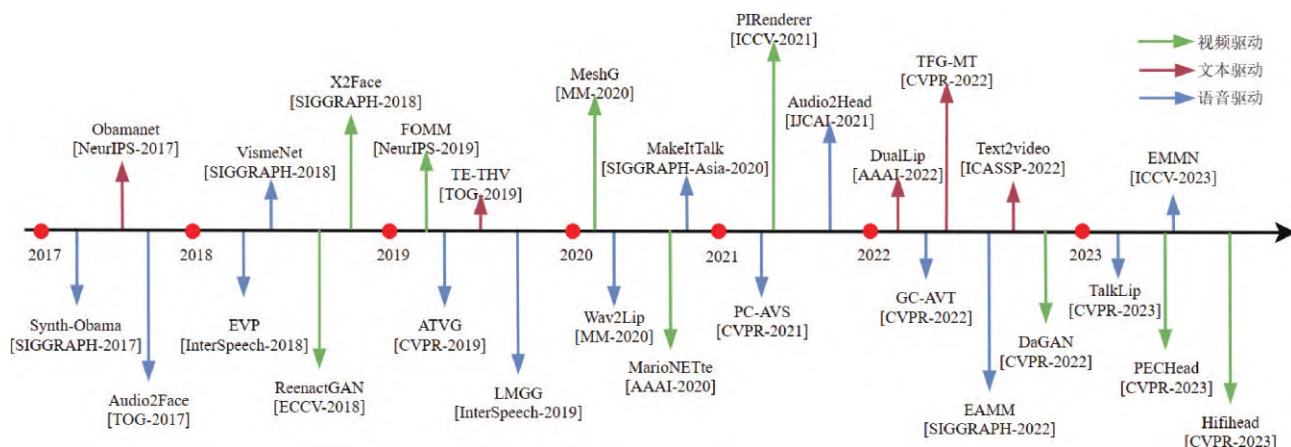 PIRenderer
[ICCV-2021]
视频驱动
文本驱动
语音驱动
X2Face
[SIGGRAPH-2018]
MeshG
[MM-2020]
TFG-MT
[CVPR-2022]
Obamanet
[NeurIPS-2017]
VismeNet
[SIGGRAPH-2018]
FOMM
[NeurIPS-2019]
TE-THV
[TOG-2019]
MakeItTalk
[SIGGRAPH-Asia-2020]
Audio2Head
[IJCAI-2021]
DualLip
[AAAI-2022]
Text2video
[ICASSP-2022]
EMMN
[ICCV-2023]
2017
2018
2019
2020
2021
2022
2023
Synth-Obama
[SIGGRAPH-2017]
Audio2Face
[TOG-2017]
EVP
[InterSpeech-2018]
ReenactGAN
[ECCV-2018]
ATVG
[CVPR-2019]
LMGG
[InterSpeech-2019]
Wav2Lip
[MM-2020]
MarioNETte
[AAAI-2020]
PC-AVS
[CVPR-2021]
GC-AVT
[CVPR-2022]
EAMM
[SIGGRAPH-2022]
DaGAN
[CVPR-2022]
TalkLip
[CVPR-2023]
PECHead
[CVPR-2023]
Hifihead
[CVPR-2023]